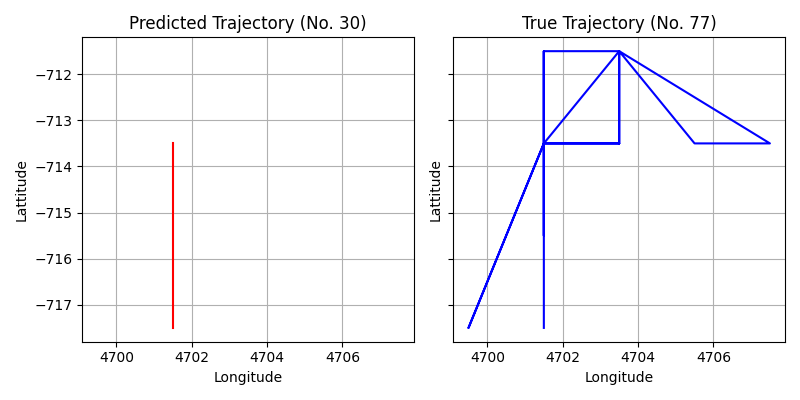 Predicted Trajectory (No. 30)
True Trajectory (No. 77)
−712
−713
−714
−715
−716
−717
Lattitude
Lattitude
4700 4702 4704 4706
4700 4702 4704 4706
Longitude
Longitude